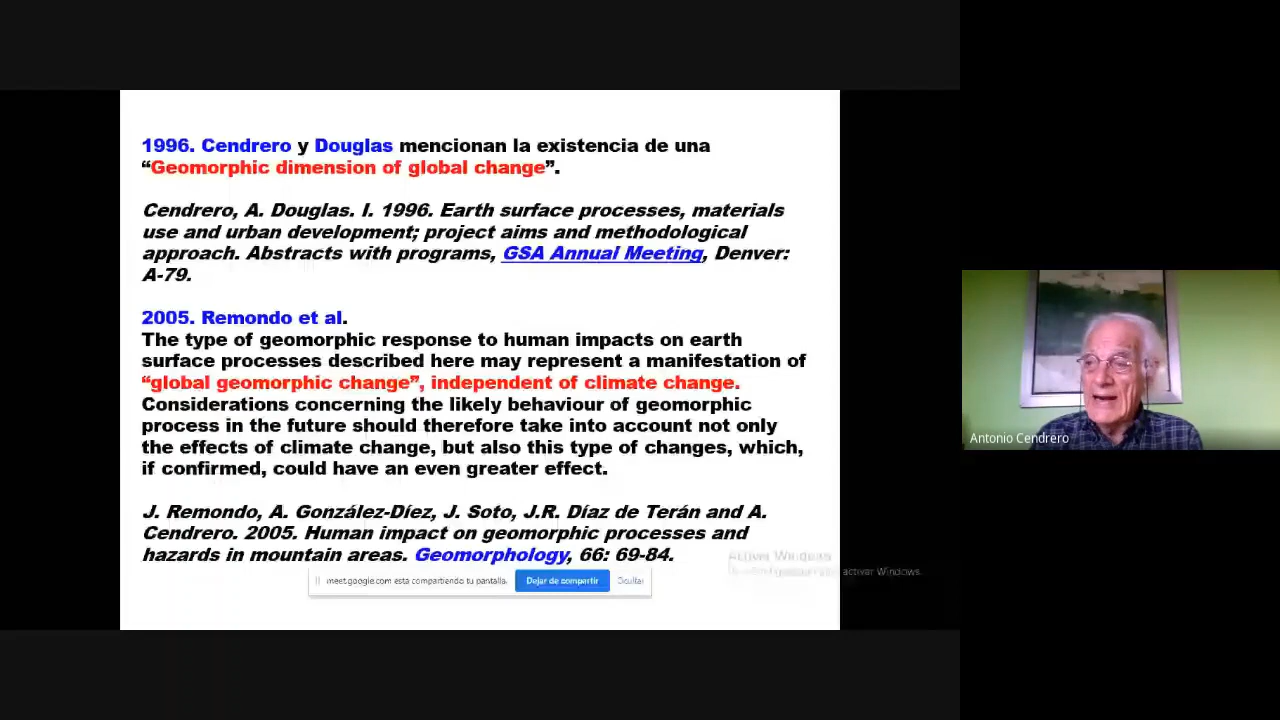 1996. Cendrero y Douglas mencionan la existencia de una
“Geomorphic dimension of global change”.
Cendrero, A. Douglas. I. 1996. Earth surface processes, materials
use and urban development; project aims and methodological
approach. Abstracts with programs, GSA Annual Meeting, Denver:
A-79.
2005. Remondo et al.
The type of geomorphic response to human impacts on earth
surface processes described here may represent a manifestation of
“global geomorphic change”, independent of climate change.
Considerations concerning the likely behaviour of geomorphic
process in the future should therefore take into account not only
the effects of climate change, but also this type of changes, which,
if confirmed, could have an even greater effect.
J. Remondo, A. González-Díez, J. Soto, J.R. Díaz de Terán and A.
Cendrero. 2005. Human impact on geomorphic processes and
hazards in mountain areas. Geomorphology, 66: 69-84.
Activar Windows
activar Windows.
meet.google.com está compartiendo tu pantalla.
Dejar de compartir
Ocultar
Antonio Cendrero